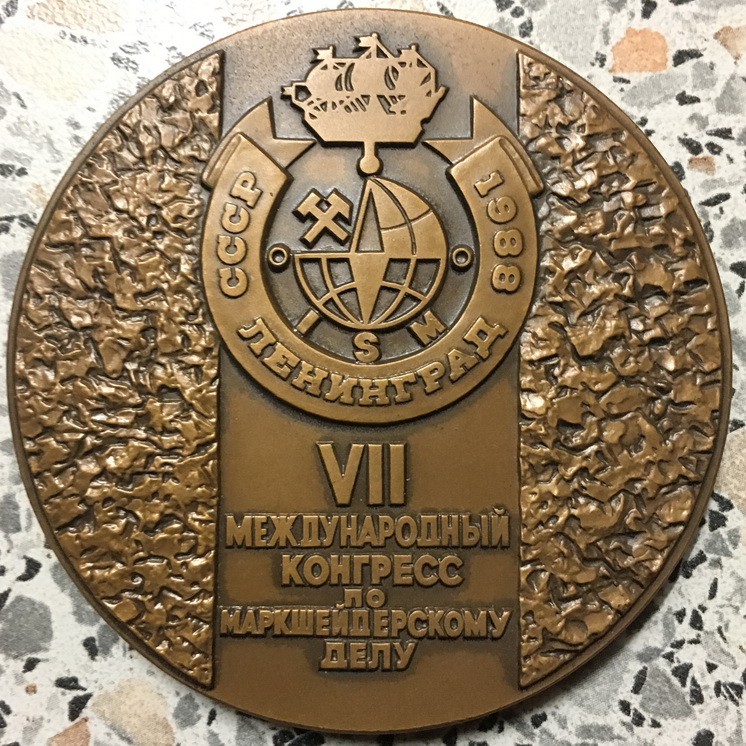 СССР
ЛЕНИНГРАД
1988
I S M
VII
МЕЖДУНАРОДНЫЙ
КОНГРЕСС
ПО
МАРКШЕЙДЕРСКОМУ
ДЕЛУ